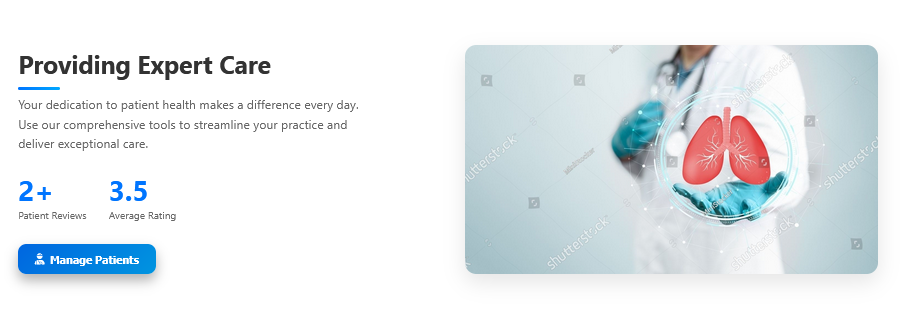 Providing Expert Care
Your dedication to patient health makes a difference every day.
Use our comprehensive tools to streamline your practice and
deliver exceptional care.
2+
3.5
Patient Reviews
Average Rating
Manage Patients
shutterstock
shutterstock
shutterstock
shutterstock